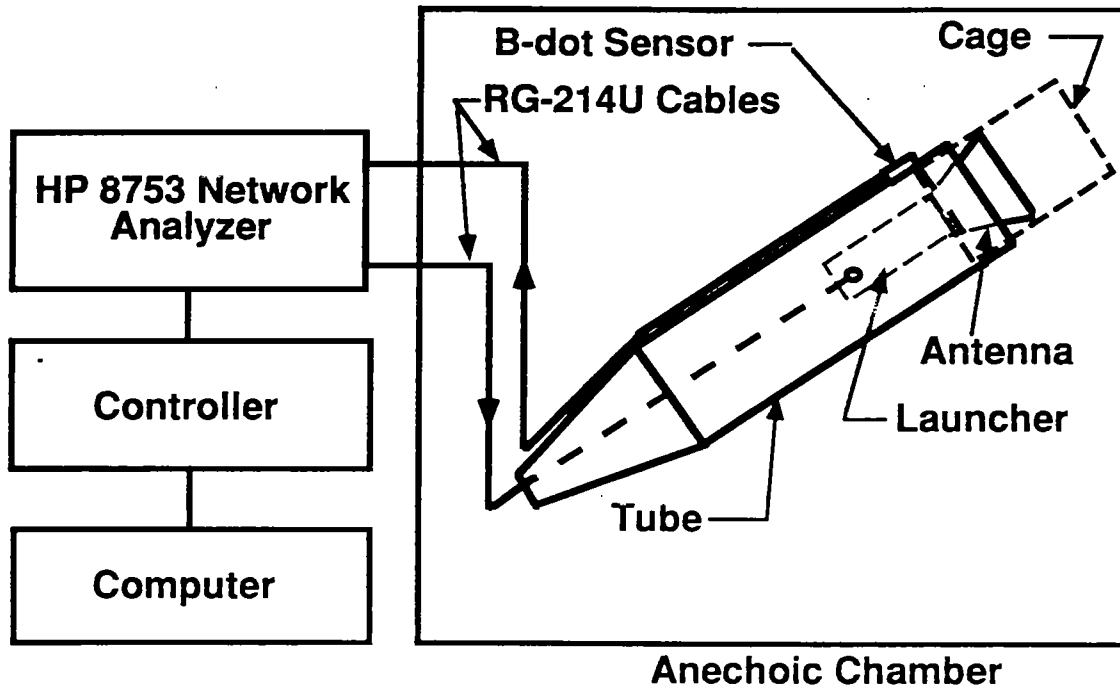 B-dot Sensor
Cage
RG-214U Cables
HP 8753 Network
Analyzer
Controller
Computer
Antenna
Launcher
Tube
Anechoic Chamber